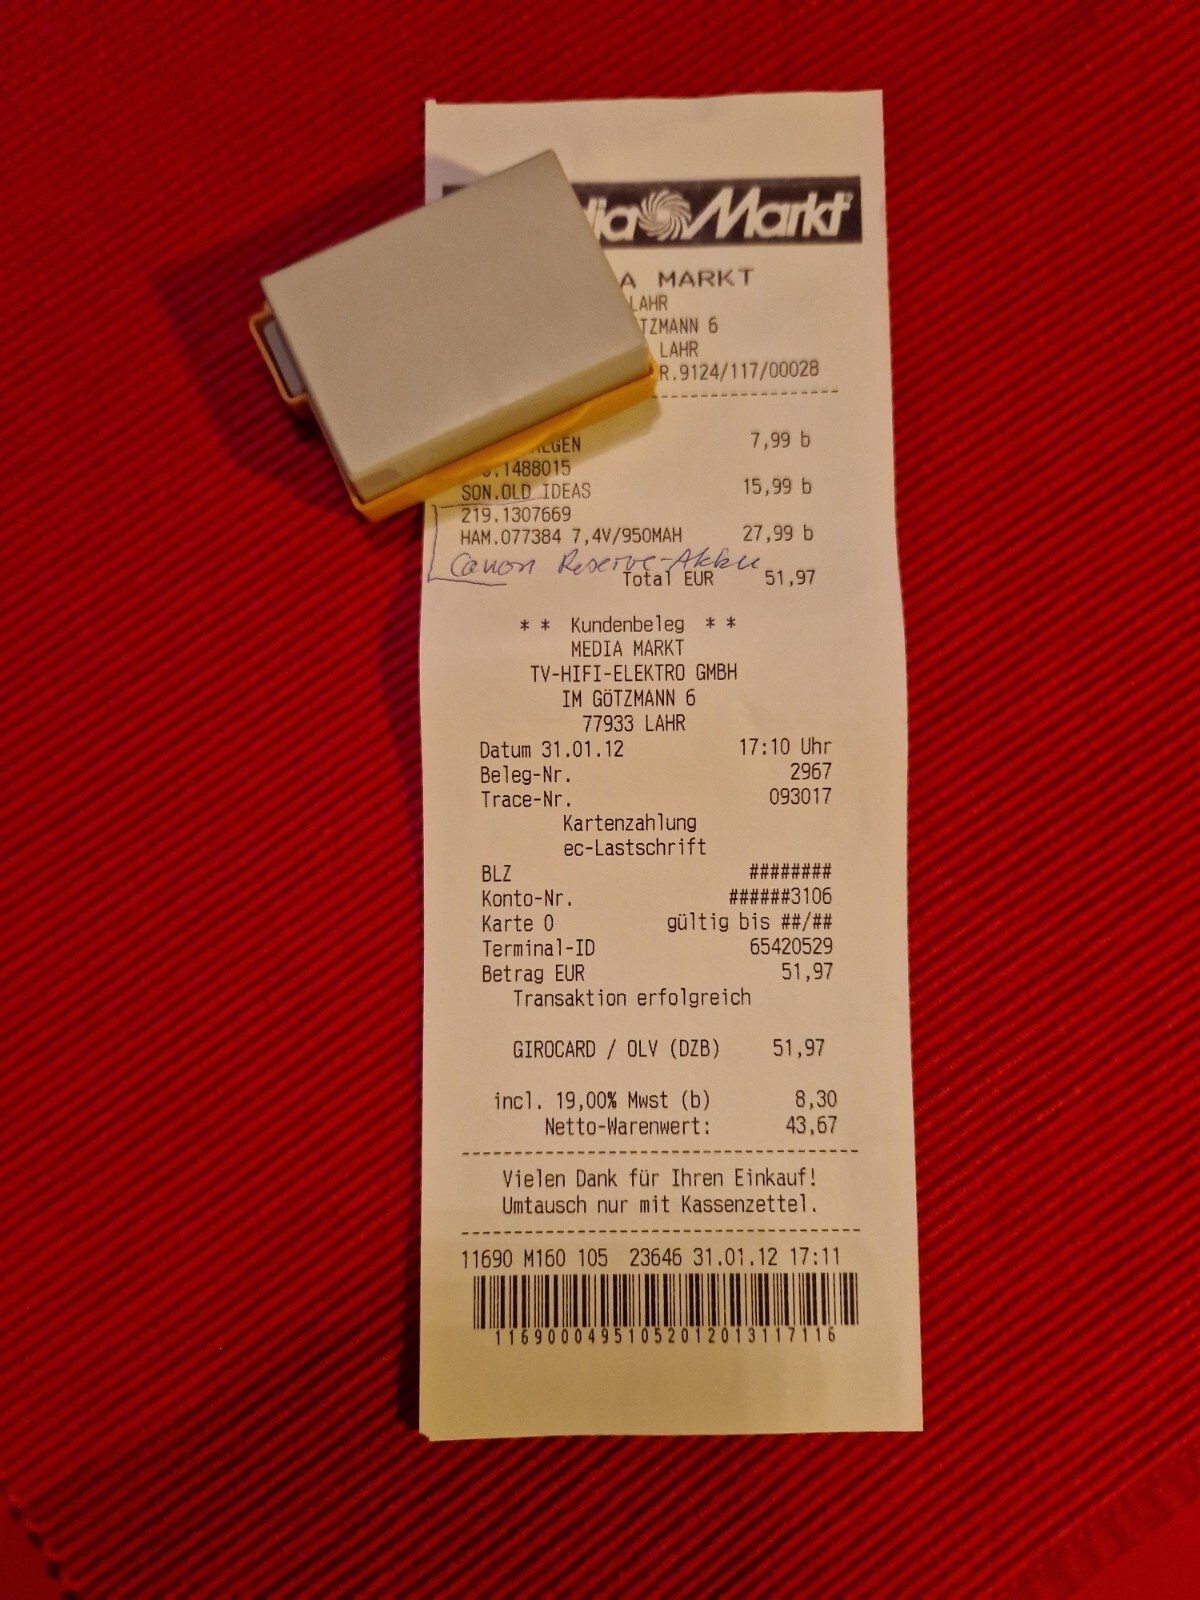 Markt
MARKT
LAHR
6
LAHR
.9124/117/00028
7,99 b
.1488015
SON.OLD IDEAS 15,99 b
219.1307669
HAM.077384 7,4V/950MAH 27,99 b
Canon Reserve-Akku
Total EUR 51,97
* * Kundenbeleg * *
MEDIA MARKT
TV-HIFI-ELEKTRO GMBH
IM GÖTZMANN 6
77933 LAHR
Datum 31.01.12 17:10 Uhr
Beleg-Nr. 2967
Trace-Nr. 093017
Kartenzahlung
ec-Lastschrift
BLZ ########
Konto-Nr. ######3106
Karte 0 gültig bis ##/##
Terminal-ID 65420529
Betrag EUR 51,97
Transaktion erfolgreich
GIROCARD / OLV (DZB) 51,97
incl. 19,00% Mwst (b) 8,30
Netto-Warenwert: 43,67
Vielen Dank für Ihren Einkauf!
Umtausch nur mit Kassenzettel.
11690 M160 105 23646 31.01.12 17:11
1169000495105201201311​7116